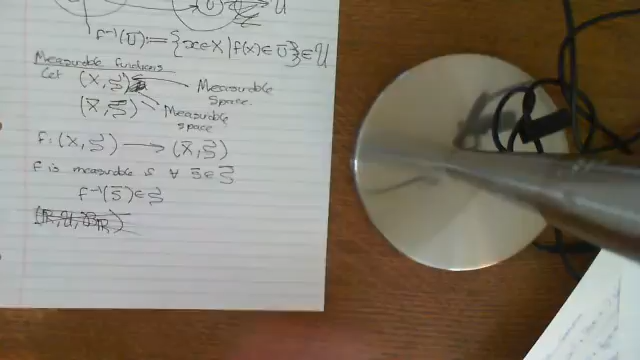 U
f⁻¹(Ū) := {x∈X | f(x) ∈ Ū} ∈ U
Measurable functions
Let (X, ξ) Measurable Space.
(X̄, ξ̄) Measurable space
f: (X, ξ) ⟶ (X̄, ξ̄)
f is measurable if ∀ s̄ ∈ ξ̄
f⁻¹(s̄) ∈ ξ